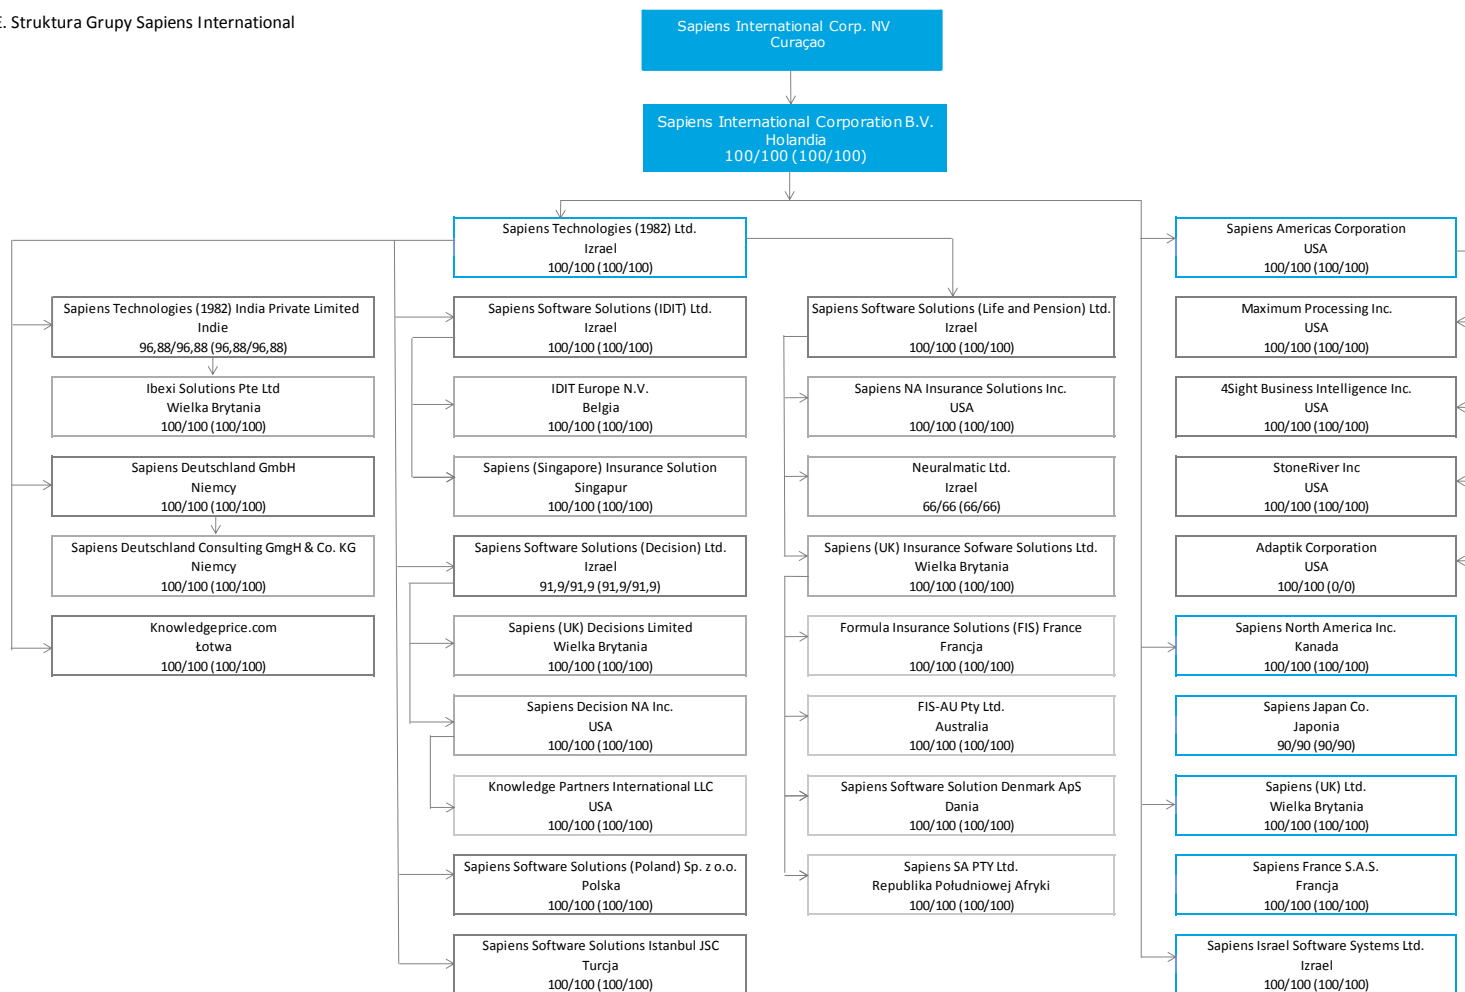 E. Struktura Grupy Sapiens International
Sapiens International Corp. NV
Curaçao
Sapiens International Corporation B.V.
Holandia
100/100 (100/100)
Sapiens Technologies (1982) Ltd.
Izrael
100/100 (100/100)
Sapiens Americas Corporation
USA
100/100 (100/100)
Sapiens Technologies (1982) India Private Limited
Indie
96,88/96,88 (96,88/96,88)
Ibexi Solutions Pte Ltd
Wielka Brytania
100/100 (100/100)
Sapiens Deutschland GmbH
Niemcy
100/100 (100/100)
Sapiens Deutschland Consulting GmgH & Co. KG
Niemcy
100/100 (100/100)
Knowledgeprice.com
Łotwa
100/100 (100/100)
Sapiens Software Solutions (IDIT) Ltd.
Izrael
100/100 (100/100)
IDIT Europe N.V.
Belgia
100/100 (100/100)
Sapiens (Singapore) Insurance Solution
Singapur
100/100 (100/100)
Sapiens Software Solutions (Decision) Ltd.
Izrael
91,9/91,9 (91,9/91,9)
Sapiens (UK) Decisions Limited
Wielka Brytania
100/100 (100/100)
Sapiens Decision NA Inc.
USA
100/100 (100/100)
Knowledge Partners International LLC
USA
100/100 (100/100)
Sapiens Software Solutions (Poland) Sp. z o.o.
Polska
100/100 (100/100)
Sapiens Software Solutions Istanbul JSC
Turcja
100/100 (100/100)
Sapiens Software Solutions (Life and Pension) Ltd.
Izrael
100/100 (100/100)
Sapiens NA Insurance Solutions Inc.
USA
100/100 (100/100)
Neuralmatic Ltd.
Izrael
66/66 (66/66)
Sapiens (UK) Insurance Sofware Solutions Ltd.
Wielka Brytania
100/100 (100/100)
Formula Insurance Solutions (FIS) France
Francja
100/100 (100/100)
FIS-AU Pty Ltd.
Australia
100/100 (100/100)
Sapiens Software Solution Denmark ApS
Dania
100/100 (100/100)
Sapiens SA PTY Ltd.
Republika Południowej Afryki
100/100 (100/100)
Maximum Processing Inc.
USA
100/100 (100/100)
4Sight Business Intelligence Inc.
USA
100/100 (100/100)
StoneRiver Inc
USA
100/100 (100/100)
Adaptik Corporation
USA
100/100 (0/0)
Sapiens North America Inc.
Kanada
100/100 (100/100)
Sapiens Japan Co.
Japonia
90/90 (90/90)
Sapiens (UK) Ltd.
Wielka Brytania
100/100 (100/100)
Sapiens France S.A.S.
Francja
100/100 (100/100)
Sapiens Israel Software Systems Ltd.
Izrael
100/100 (100/100)